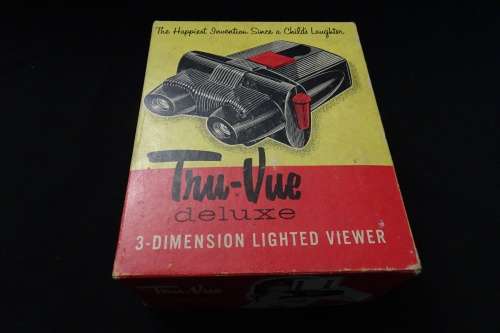 The Happiest Invention Since a Child's Laughter
Tru-Vue
deluxe
3-DIMENSION LIGHTED VIEWER
Tru-Vue